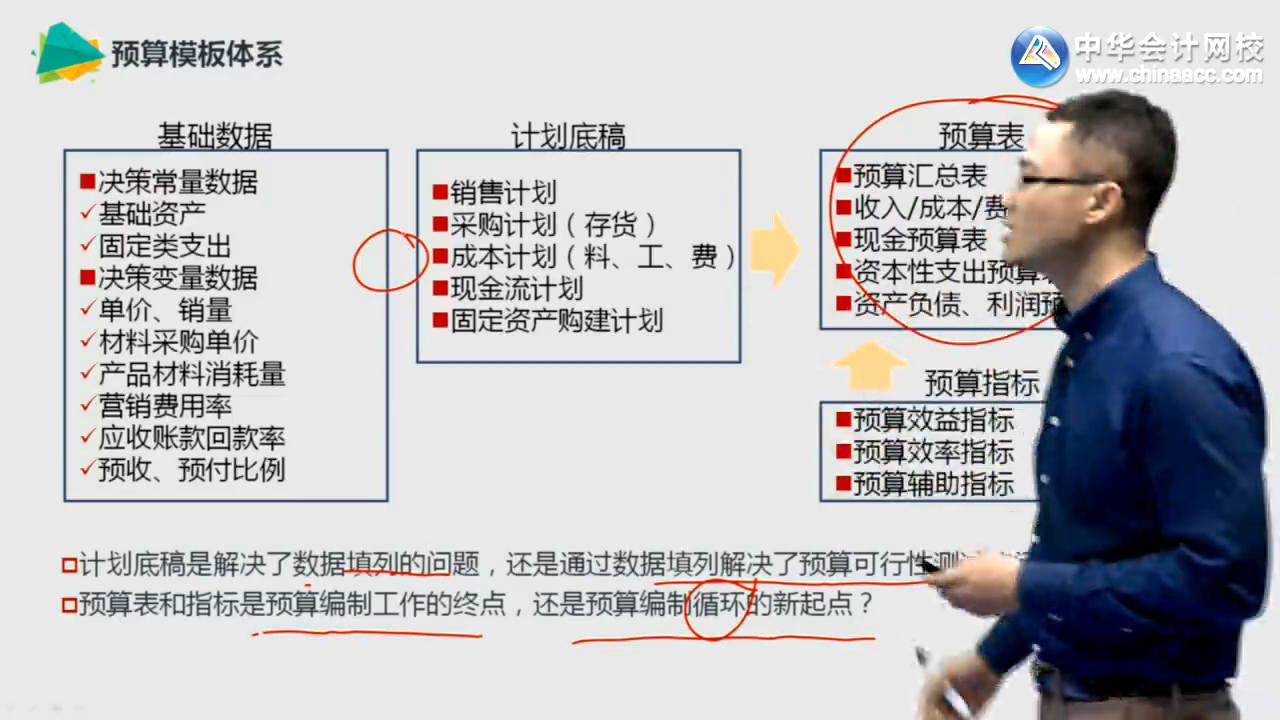 预算模板体系
中华会计网校
www.chinaacc.com
基础数据
决策常量数据
基础资产
固定类支出
决策变量数据
单价、销量
材料采购单价
产品材料消耗量
营销费用率
应收账款回款率
预收、预付比例
计划底稿
销售计划
采购计划（存货）
成本计划（料、工、费）
现金流计划
固定资产购建计划
预算表
预算汇总表
收入/成本/费
现金预算表
资本性支出预算
资产负债、利润预
预算指标
预算效益指标
预算效率指标
预算辅助指标
计划底稿是解决了数据填列的问题，还是通过数据填列解决了预算可行性测
预算表和指标是预算编制工作的终点，还是预算编制循环的新起点？